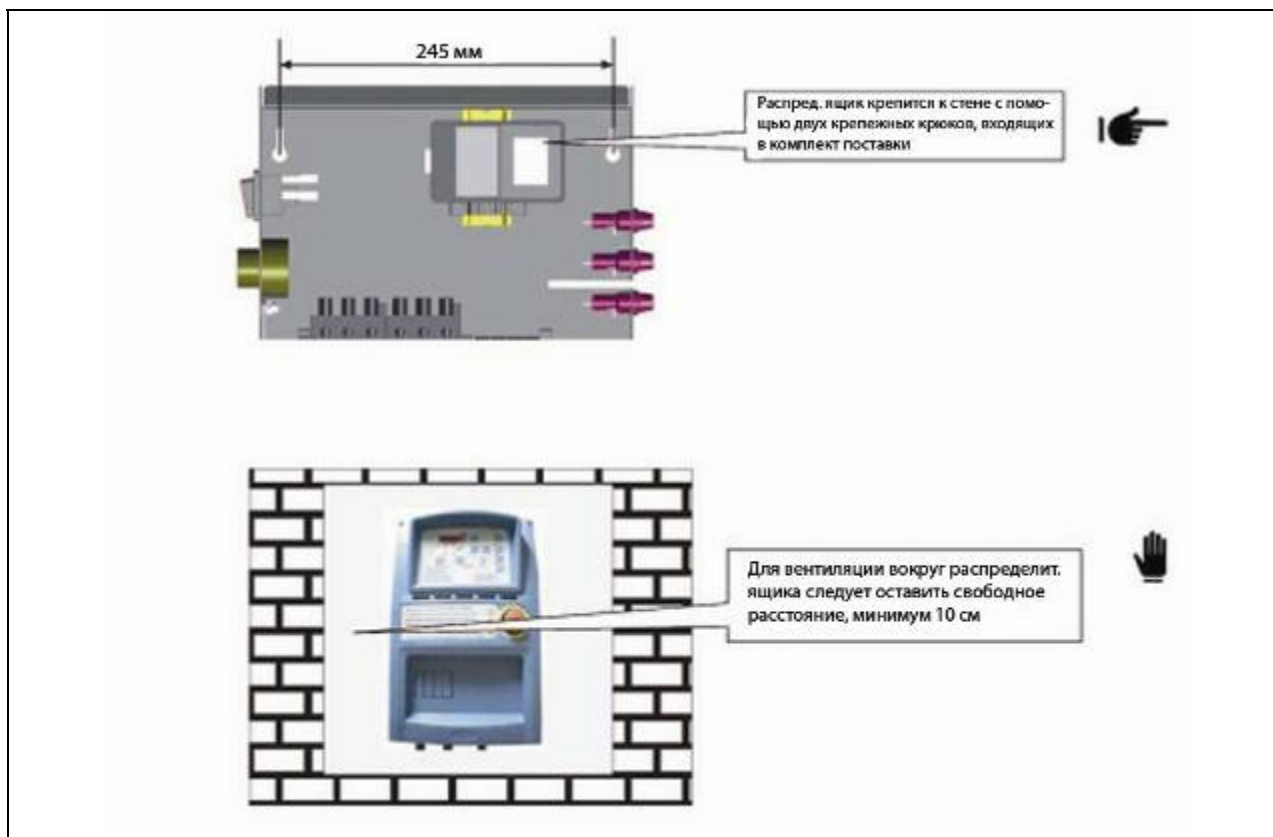 245 мм
Распред. ящик крепится к стене с помо-
щью двух крепежных крюков, входящих
в комплект поставки
Для вентиляции вокруг распределит.
ящика следует оставить свободное
расстояние, минимум 10 см